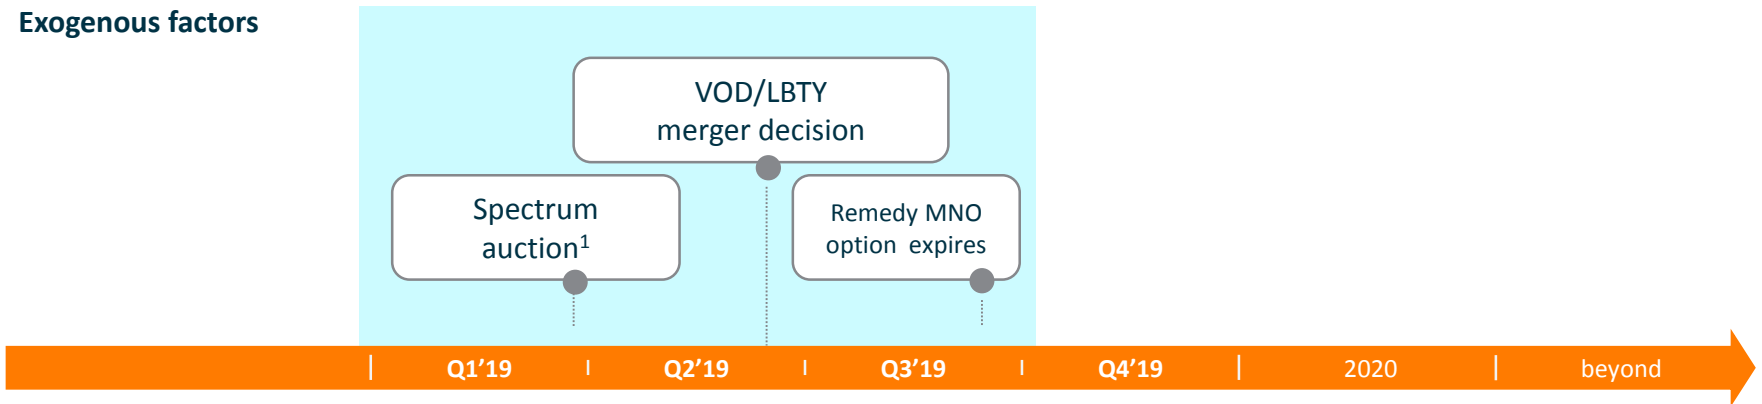 Exogenous factors
VOD/LBTY
merger decision
Spectrum
auction¹
Remedy MNO
option expires
Q1’19
Q2’19
Q3’19
Q4’19
2020
beyond